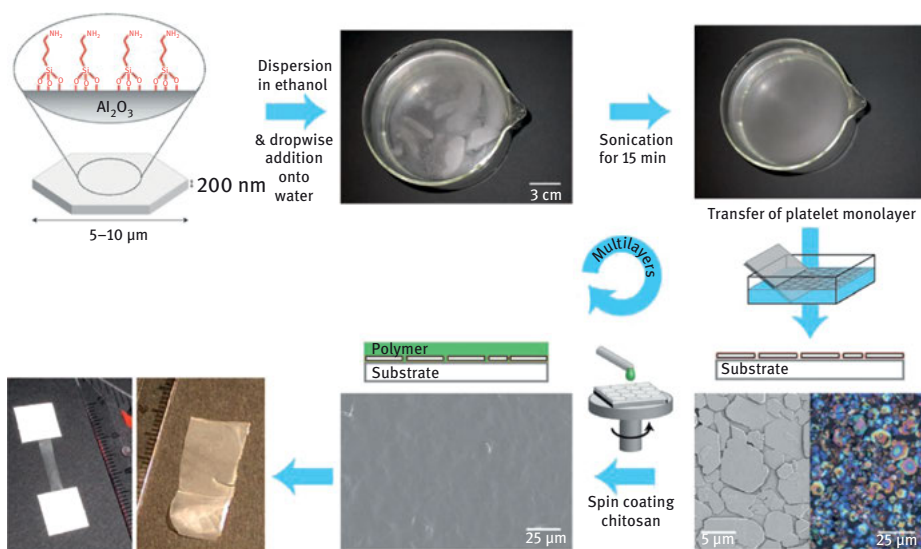 NH₂ NH₂ NH₂ NH₂
Si Si Si Si
O O O O O O O O O O O O
Al₂O₃
200 nm
5–10 µm
Dispersion
in ethanol
& dropwise
addition
onto
water
3 cm
Sonication
for 15 min
Transfer of platelet monolayer
Multilayers
Polymer
Substrate
Substrate
Spin coating
chitosan
5 µm
25 µm
25 µm